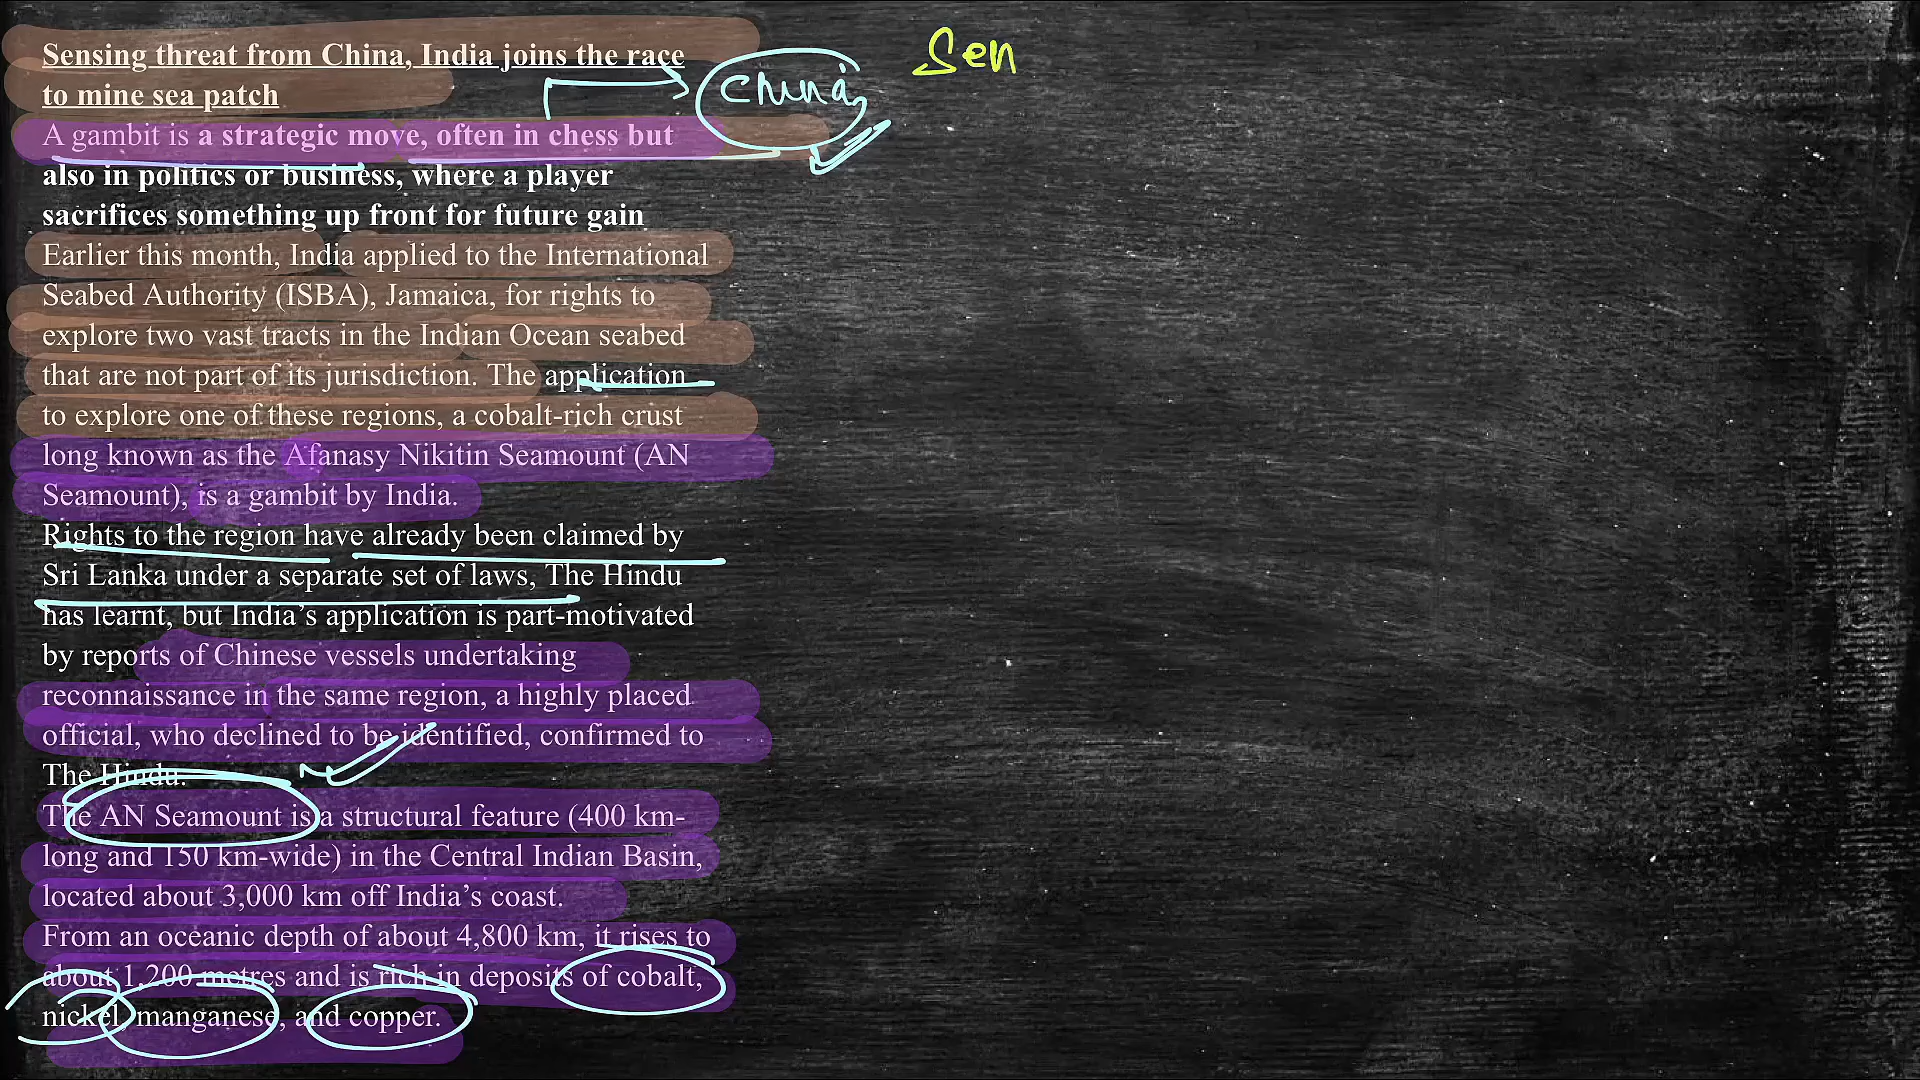 Sensing threat from China, India joins the race
to mine sea patch
A gambit is a strategic move, often in chess but
also in politics or business, where a player
sacrifices something up front for future gain
Earlier this month, India applied to the International
Seabed Authority (ISBA), Jamaica, for rights to
explore two vast tracts in the Indian Ocean seabed
that are not part of its jurisdiction. The application
to explore one of these regions, a cobalt-rich crust
long known as the Afanasy Nikitin Seamount (AN
Seamount), is a gambit by India.
Rights to the region have already been claimed by
Sri Lanka under a separate set of laws, The Hindu
has learnt, but India’s application is part-motivated
by reports of Chinese vessels undertaking
reconnaissance in the same region, a highly placed
official, who declined to be identified, confirmed to
The Hindu.
The AN Seamount is a structural feature (400 km-
long and 150 km-wide) in the Central Indian Basin,
located about 3,000 km off India’s coast.
From an oceanic depth of about 4,800 km, it rises to
about 1,200 metres and is rich in deposits of cobalt,
nickel, manganese, and copper.
China
Sen